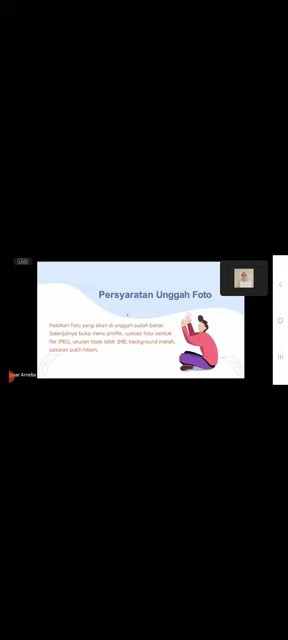 LIVE
Persyaratan Unggah Foto
Pastikan foto yang akan di unggah sudah benar.
Selanjutnya buka menu profile, upload foto bentuk
file JPEG, ukuran tidak lebih 1MB, background merah,
pakaian putih hitam.
Amelia